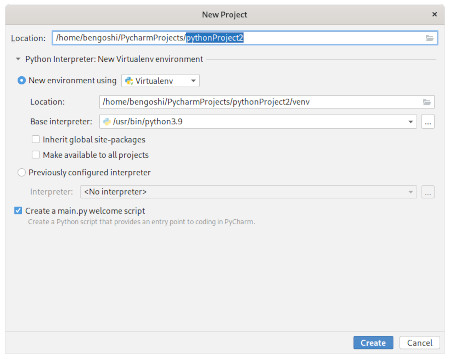 New Project
Location: /home/bengoshi/PycharmProjects/pythonProject2
Python Interpreter: New Virtualenv environment
New environment using Virtualenv
Location: /home/bengoshi/PycharmProjects/pythonProject2/venv
Base interpreter: /usr/bin/python3.9 ...
Inherit global site-packages
Make available to all projects
Previously configured interpreter
Interpreter: <No interpreter> ...
Create a main.py welcome script
Create a Python script that provides an entry point to coding in PyCharm.
Create Cancel